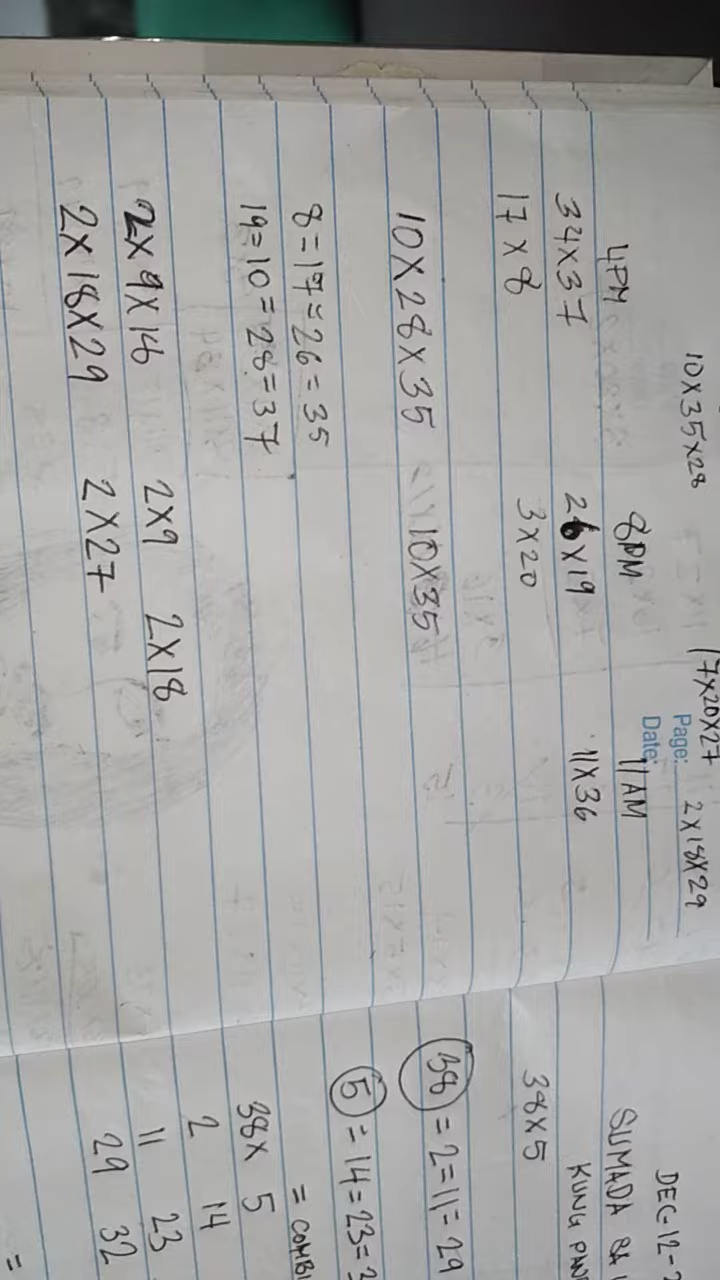 10x35x28 17x20x27 2x18x29
Page:
Date:
4PM 8PM 11AM
34x37 26x19 11x36
17x8 3x20
10x28x35 10x35
8=17=26=35
19=10=28=37
2x9x18 2x9 2x18
2x18x29 2x27
DEC-12-
SUMADA SA
KUNG
38x5
38=2=11=29
5=14=23=
= COMBI
38x 5
2 14
11 23
29 32
=